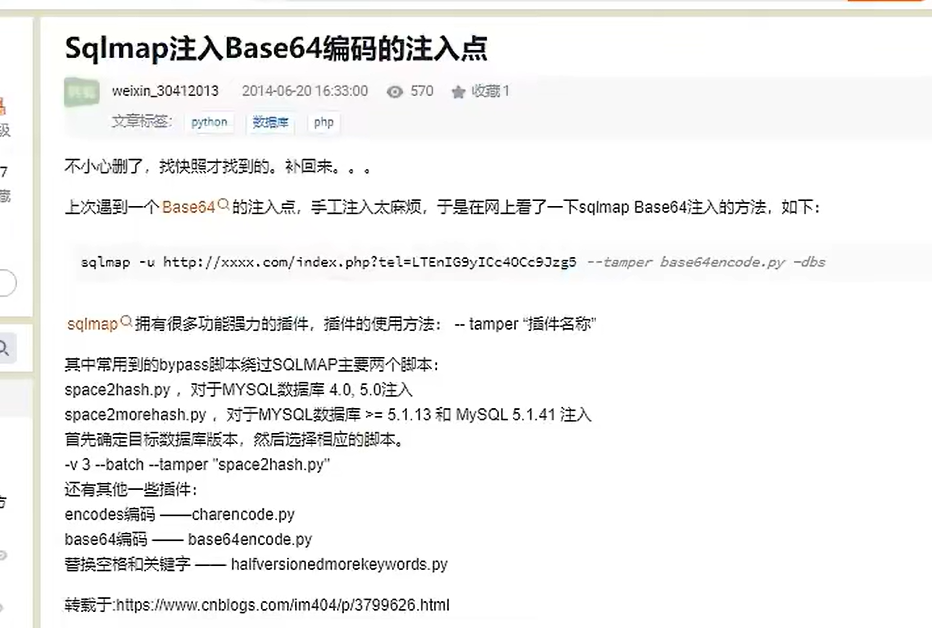 Sqlmap注入Base64编码的注入点
转载 weixin_30412013 2014-06-20 16:33:00 570 收藏 1
文章标签: python 数据库 php
级
7
藏
不小心删了，找快照才找到的。补回来。。。
上次遇到一个Base64的注入点，手工注入太麻烦，于是在网上看了一下sqlmap Base64注入的方法，如下：
sqlmap -u http://xxxx.com/index.php?tel=LTEnIG9yICc4OCc9Jzg5 --tamper base64encode.py –dbs
sqlmap拥有很多功能强力的插件，插件的使用方法： -- tamper “插件名称”
其中常用到的bypass脚本绕过SQLMAP主要两个脚本：
space2hash.py ，对于MYSQL数据库 4.0, 5.0注入
space2morehash.py ，对于MYSQL数据库 >= 5.1.13 和 MySQL 5.1.41 注入
首先确定目标数据库版本，然后选择相应的脚本。
-v 3 --batch --tamper "space2hash.py"
还有其他一些插件：
方
encodes编码 ——charencode.py
base64编码 —— base64encode.py
替换空格和关键字 —— halfversionedmorekeywords.py
转载于:https://www.cnblogs.com/im404/p/3799626.html